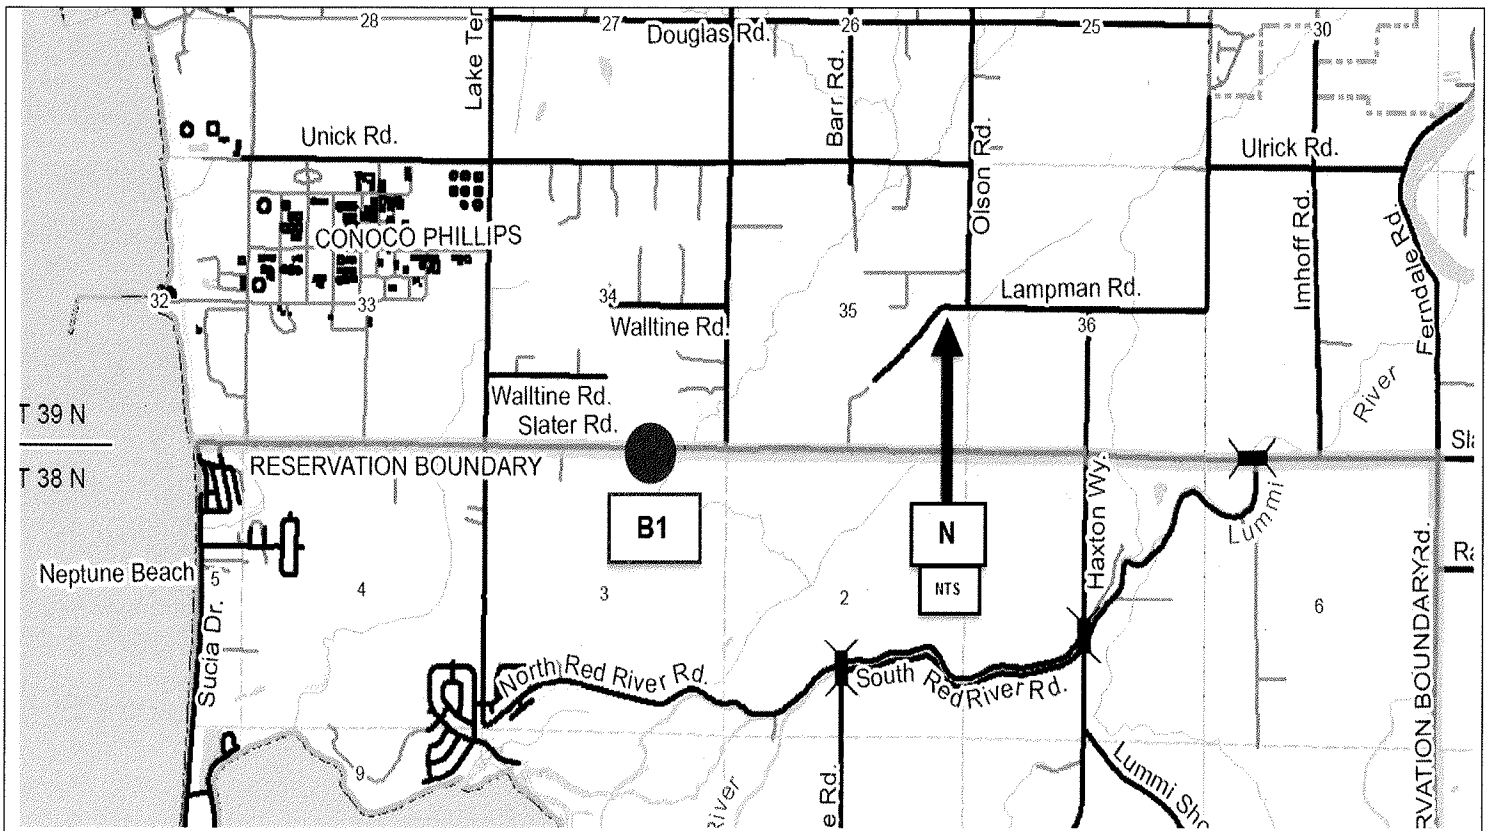 28
Lake Ter
27
Douglas Rd.
26
25
30
Barr Rd.
Unick Rd.
Olson Rd.
Ulrick Rd.
CONOCO PHILLIPS
Imhoff Rd.
Ferndale Rd.
32
33
34
Walltine Rd.
35
Lampman Rd.
36
Walltine Rd.
Slater Rd.
River
T 39 N
T 38 N
RESERVATION BOUNDARY
Sla
B1
N
NTS
Haxton Wy.
Lummi
Neptune Beach
5
4
3
2
6
Ra
Sucia Dr.
North Red River Rd.
South Red River Rd.
RVATION BOUNDARY Rd.
9
River
e Rd.
Lummi Sho